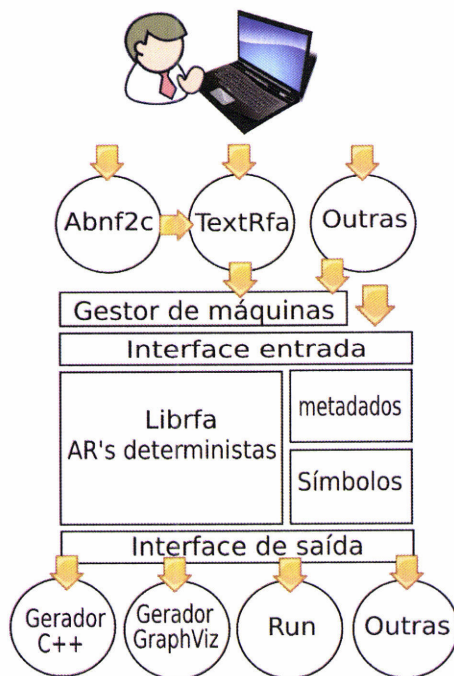 Abnf2c
TextRfa
Outras
Gestor de máquinas
Interface entrada
Librfa
AR's deterministas
metadados
Símbolos
Interface de saída
Gerador
C++
Gerador
GraphViz
Run
Outras